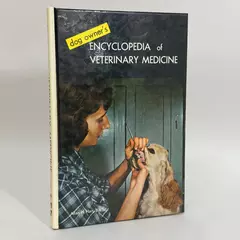 dog owner's
ENCYCLOPEDIA of
VETERINARY MEDICINE